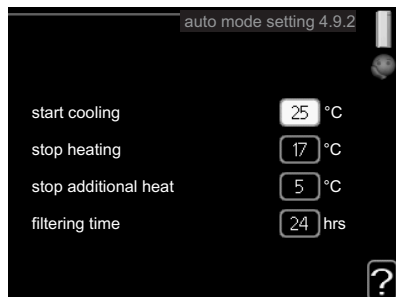 auto mode setting 4.9.2
start cooling 25 °C
stop heating 17 °C
stop additional heat 5 °C
filtering time 24 hrs
?